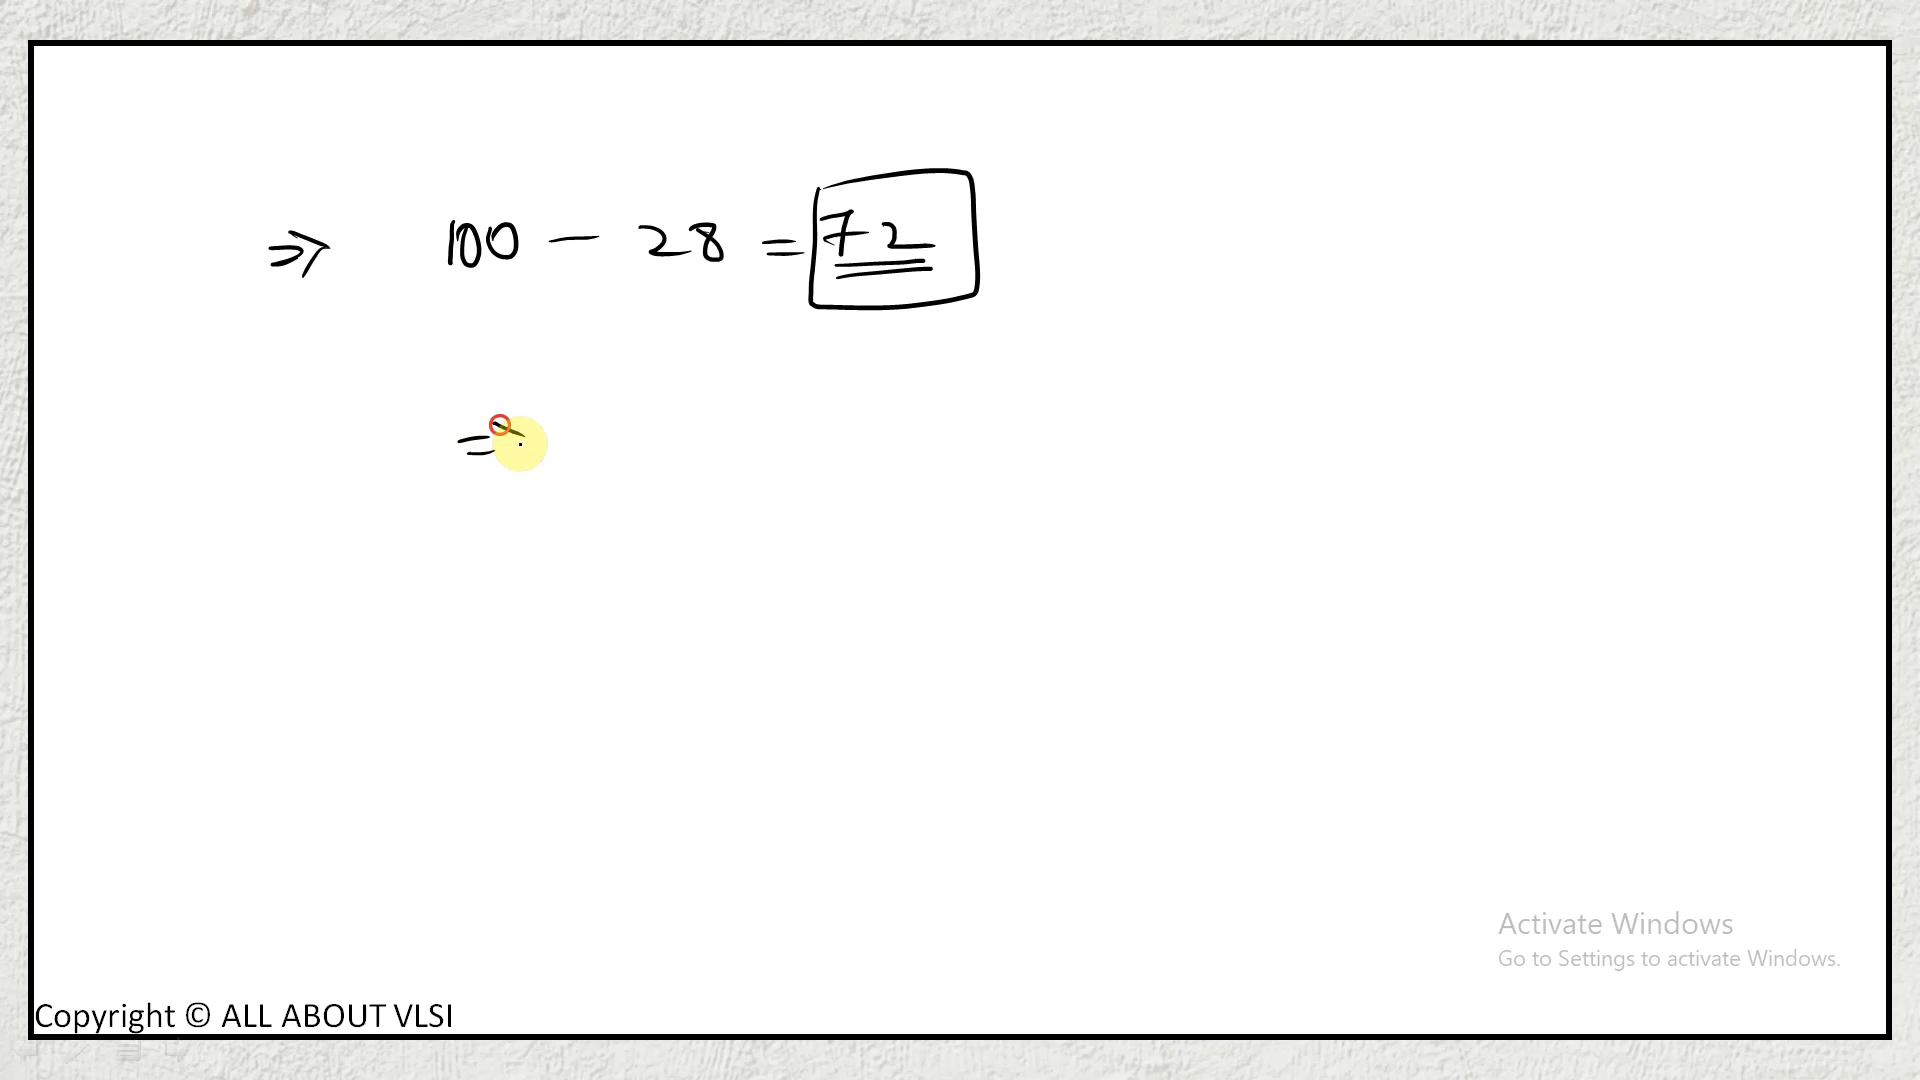 ⇒ 100 - 28 = 72
=
Activate Windows
Go to Settings to activate Windows.
Copyright © ALL ABOUT VLSI